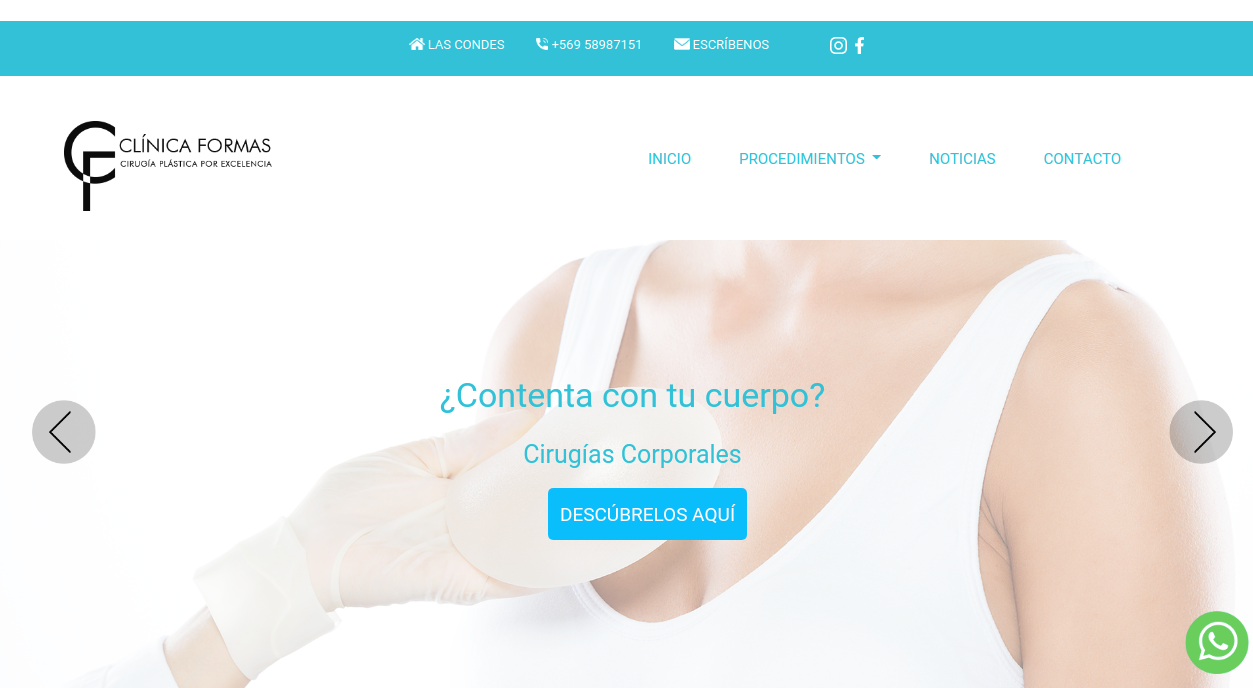 LAS CONDES
+569 58987151
ESCRÍBENOS
CLÍNICA FORMAS
CIRUGÍA PLÁSTICA POR EXCELENCIA
INICIO
PROCEDIMIENTOS
NOTICIAS
CONTACTO
¿Contenta con tu cuerpo?
Cirugías Corporales
DESCÚBRELOS AQUÍ